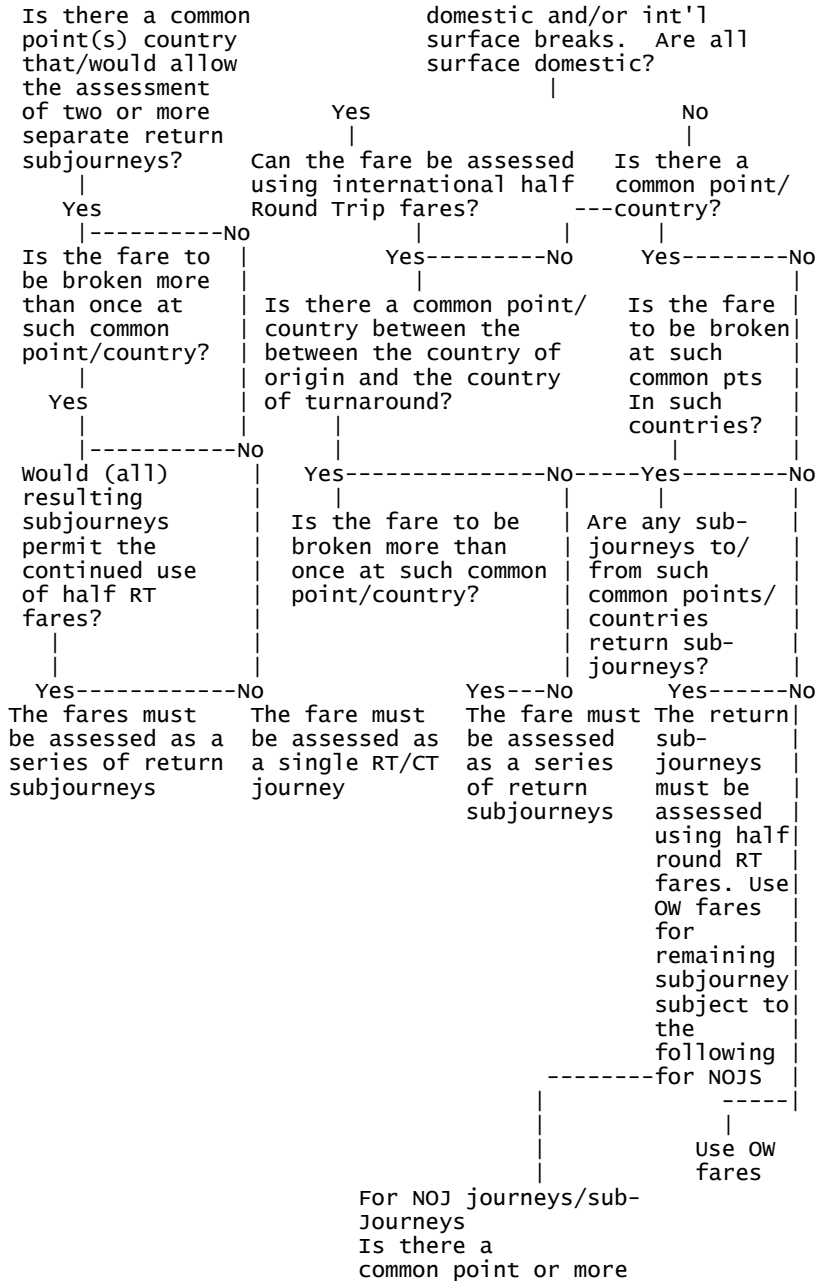 Is there a common domestic and/or int'l
point(s) country surface breaks. Are all
that/would allow surface domestic?
the assessment |
of two or more Yes No
separate return | |
subjourneys? Can the fare be assessed Is there a
| using international half common point/
Yes Round Trip fares? ---country?
|----------No | | |
Is the fare to | Yes---------No Yes--------No
be broken more | | |
than once at | Is there a common point/ Is the fare |
such common | country between the to be broken|
point/country? | between the country of at such |
| | origin and the country common pts |
Yes | of turnaround? In such |
| | | countries? |
|-----------No | | |
Would (all) | Yes---------------No-----Yes--------No
resulting | | | | |
subjourneys | Is the fare to be | Are any sub- |
permit the | broken more than | journeys to/ |
continued use | once at such common | from such |
of half RT | point/country? | common points/ |
fares? | | countries |
| | | return sub- |
| | | journeys? |
Yes------------No Yes---No Yes------No
The fares must The fare must The fare must The return|
be assessed as a be assessed as be assessed sub- |
series of return a single RT/CT as a series journeys |
subjourneys journey of return must be |
subjourneys assessed |
using half|
round RT |
fares. Use|
OW fares |
for |
remaining |
subjourney|
subject to|
the |
following |
--------for NOJS |
| -----|
| |
| Use OW
| fares
For NOJ journeys/sub-
Journeys
Is there a
common point or more